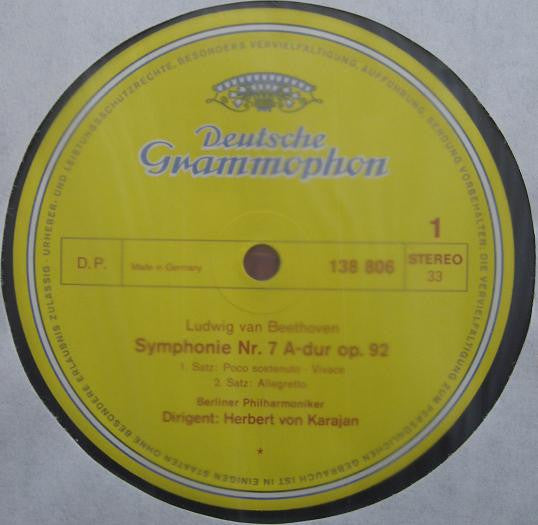 Deutsche
Grammophon
1
D.P.
Made in Germany
138 806
STEREO
33
Ludwig van Beethoven
Symphonie Nr. 7 A-dur op. 92
1. Satz: Poco sostenuto - Vivace
2. Satz: Allegretto
Berliner Philharmoniker
Dirigent: Herbert von Karajan
*
URHEBER- UND LEISTUNGSSCHUTZRECHTE, BESONDERS VERVIELFÄLTIGUNG, AUFFÜHRUNG, SENDUNG VORBEHALTEN · DIE VERVIELFÄLTIGUNG ZUM PERSÖNLICHEN GEBRAUCH IST IN EINIGEN STAATEN OHNE BESONDERE ERLAUBNIS ZULÄSSIG ·